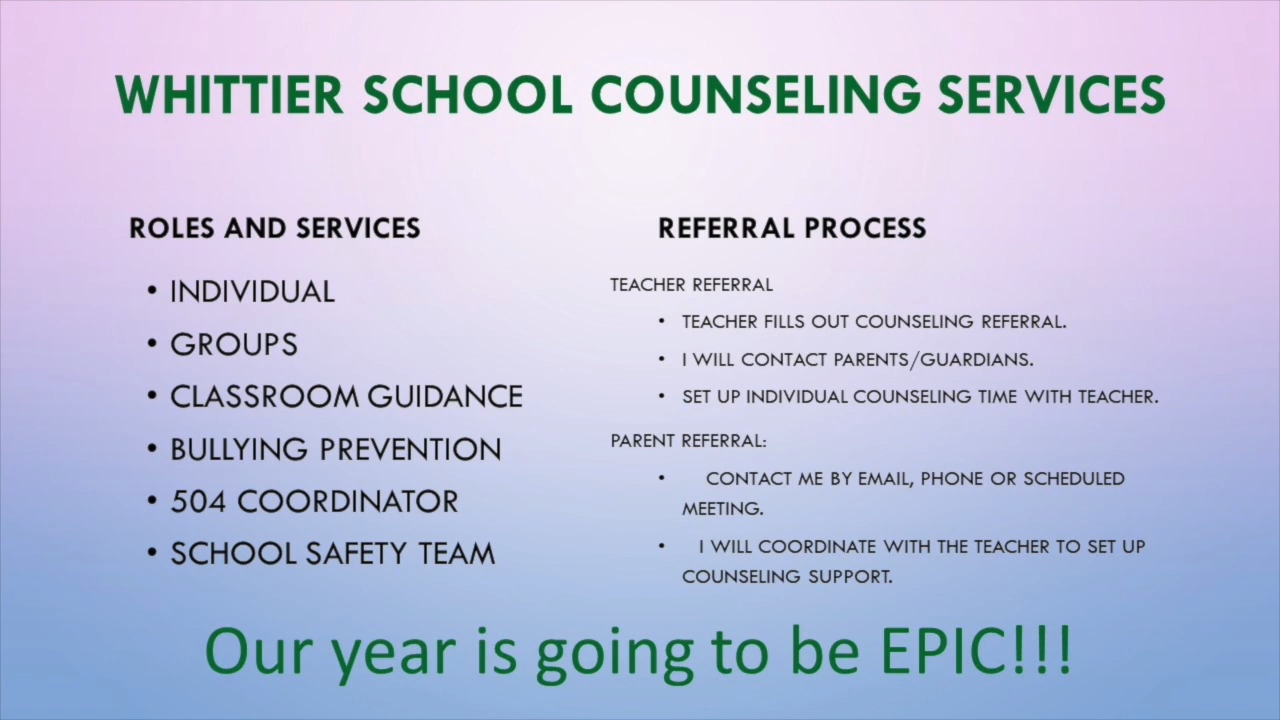 WHITTIER SCHOOL COUNSELING SERVICES
ROLES AND SERVICES
• INDIVIDUAL
• GROUPS
• CLASSROOM GUIDANCE
• BULLYING PREVENTION
• 504 COORDINATOR
• SCHOOL SAFETY TEAM
REFERRAL PROCESS
TEACHER REFERRAL
• TEACHER FILLS OUT COUNSELING REFERRAL.
• I WILL CONTACT PARENTS/GUARDIANS.
• SET UP INDIVIDUAL COUNSELING TIME WITH TEACHER.
PARENT REFERRAL:
• CONTACT ME BY EMAIL, PHONE OR SCHEDULED
MEETING.
• I WILL COORDINATE WITH THE TEACHER TO SET UP
COUNSELING SUPPORT.
Our year is going to be EPIC!!!